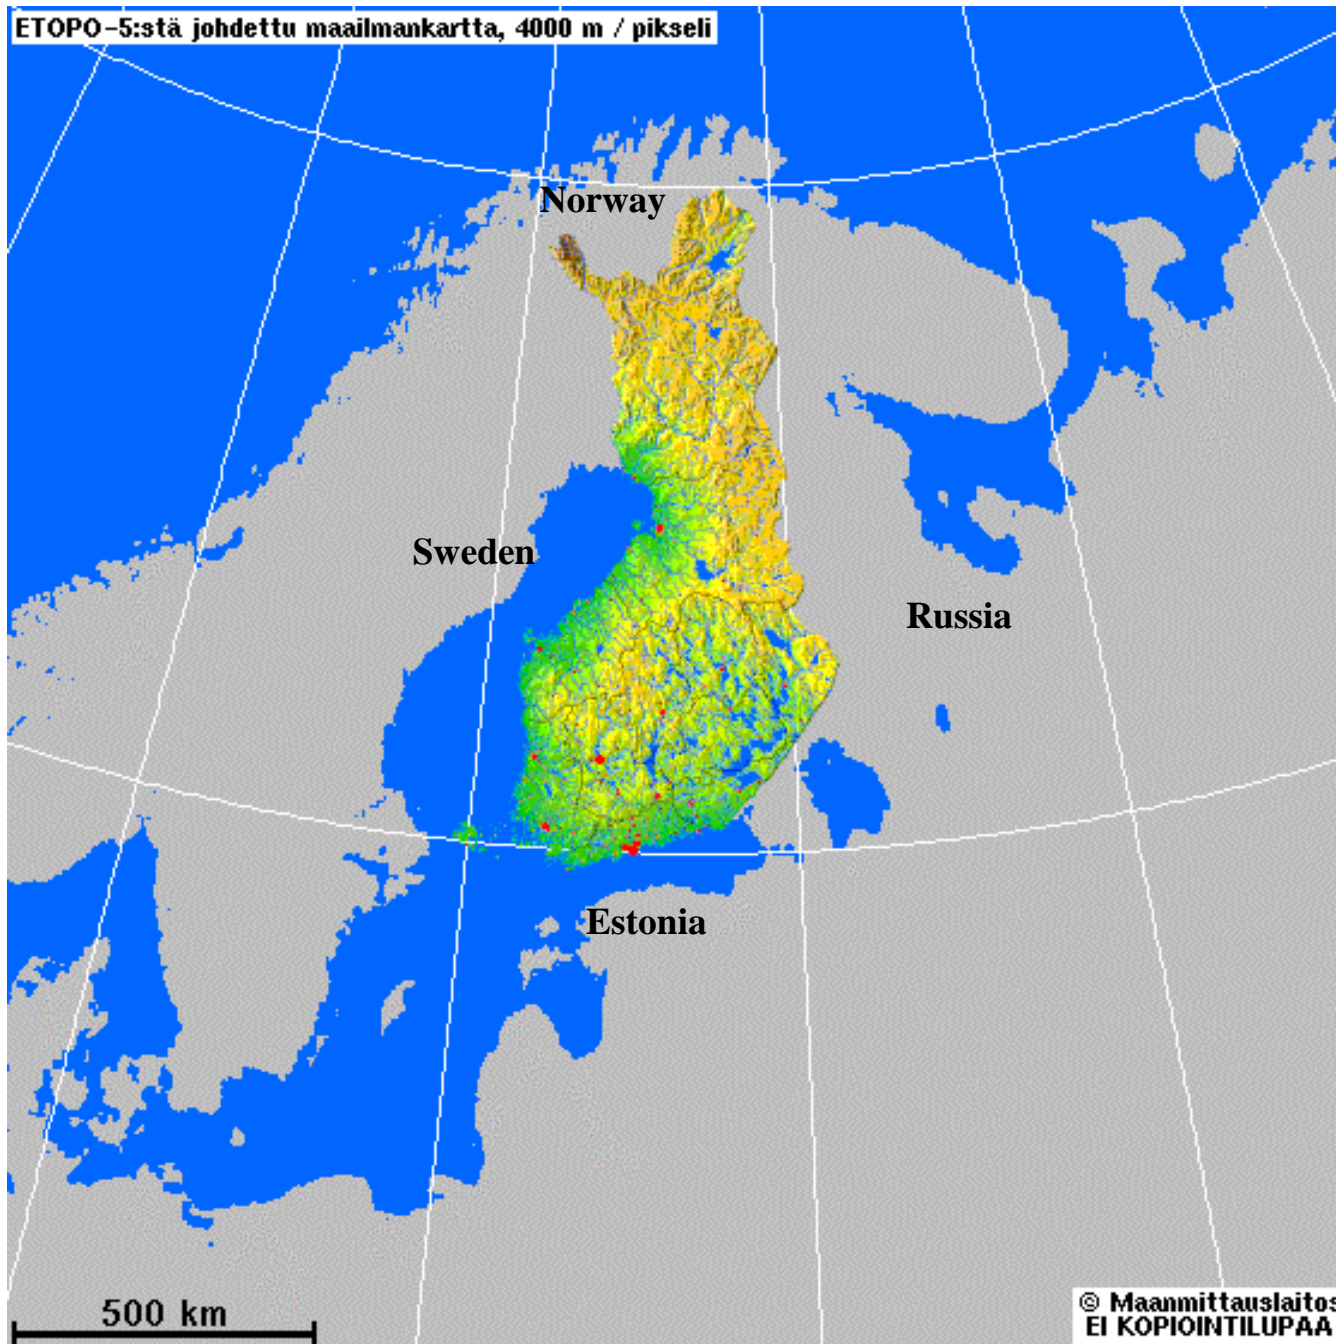 ETOPO-5:stä johdettu maailmankartta, 4000 m / pikseli
Norway
Sweden
Russia
Estonia
500 km
© Maanmittauslaitos
EI KOPIOINTILUPAA